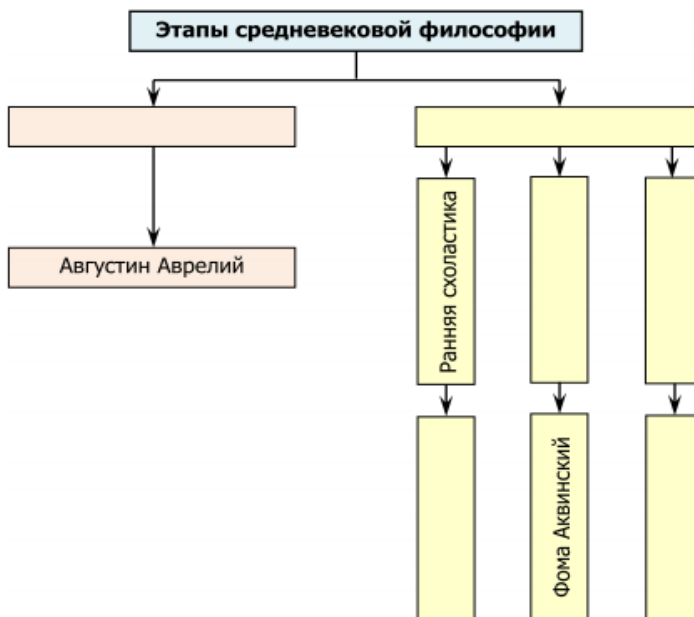 Этапы средневековой философии
Августин Аврелий
Ранняя схоластика
Фома Аквинский